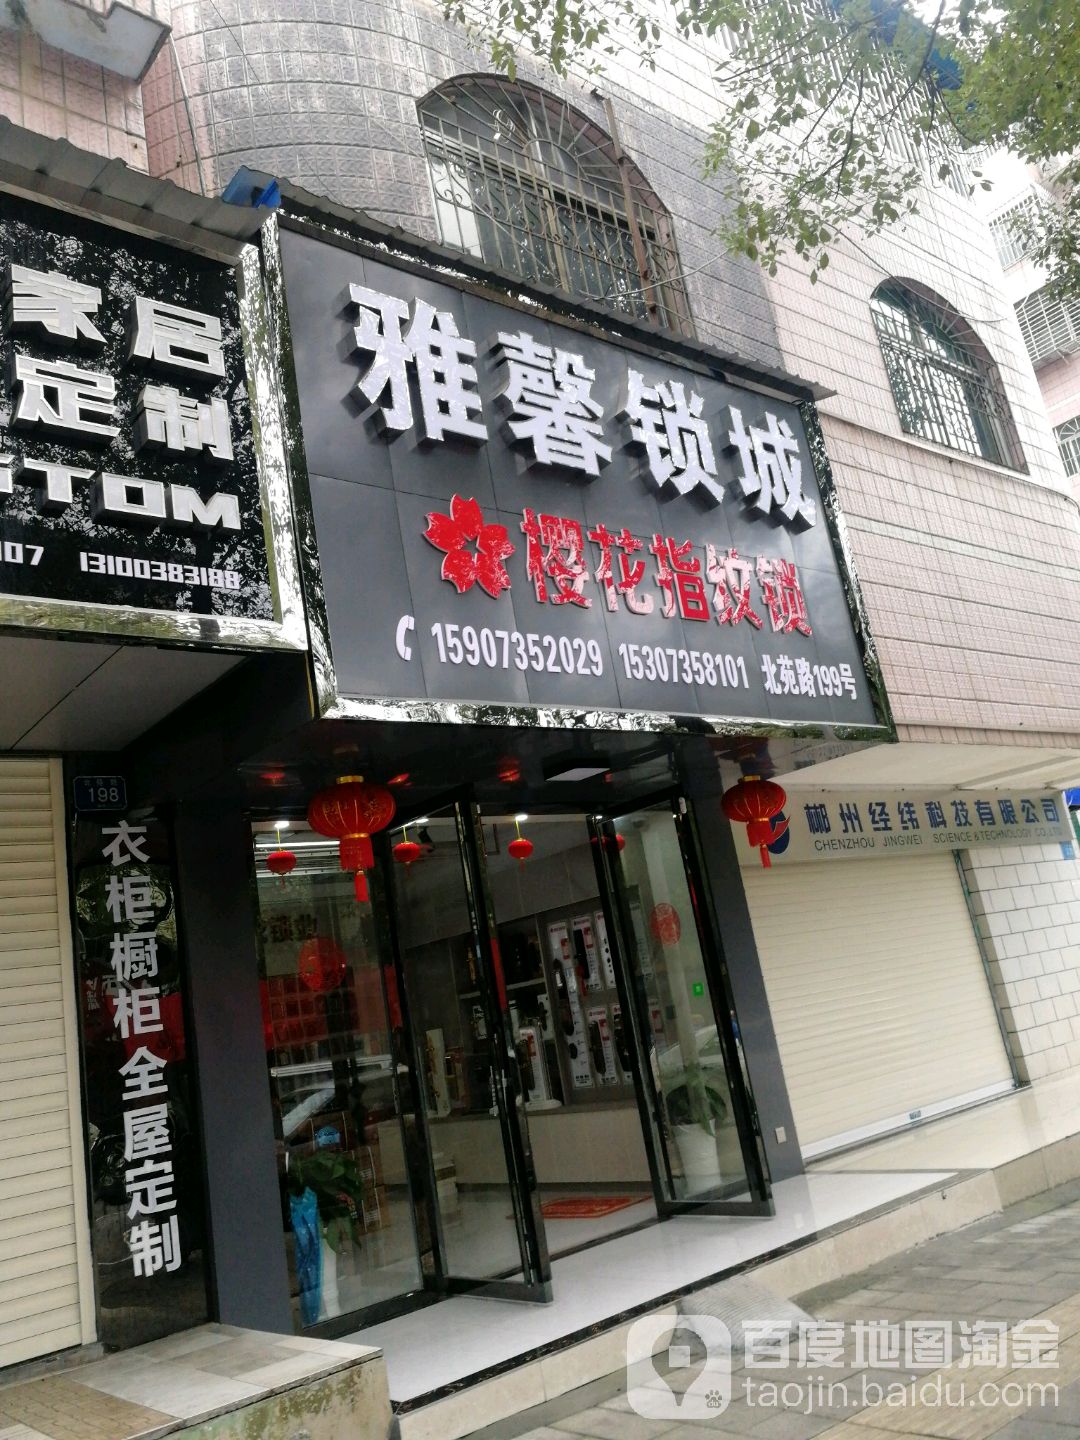 家居
定制
STOM
107 13100383188
雅馨锁城
樱花指纹锁
15907352029 15307358101 北苑路199号
198
衣柜橱柜全屋定制
郴州经纬科技有限公司
CHENZHOU JINGWEI SCIENCE & TECHNOLOGY CO.,LTD
百度地图淘金
taojin.baidu.com